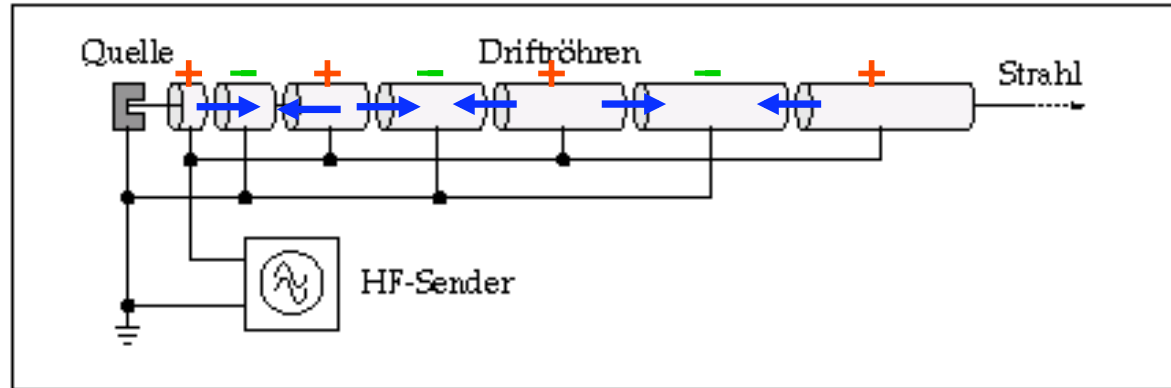 Quelle
Driftröhren
+ − + − + − +
Strahl
HF-Sender